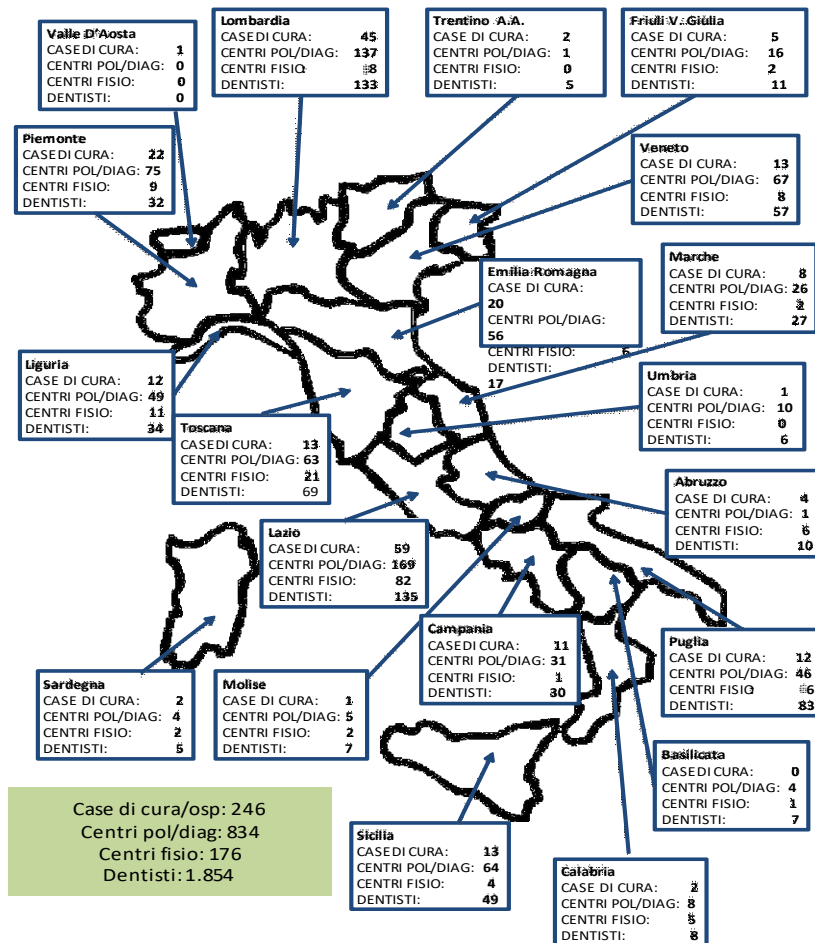 Valle D'Aosta
CASE DI CURA: 1
CENTRI POL/DIAG: 0
CENTRI FISIO: 0
DENTISTI: 0
Lombardia
CASE DI CURA: 45
CENTRI POL/DIAG: 137
CENTRI FISIO: 8
DENTISTI: 133
Trentino A.A.
CASE DI CURA: 2
CENTRI POL/DIAG: 1
CENTRI FISIO: 0
DENTISTI: 5
Friuli V. Giulia
CASE DI CURA: 5
CENTRI POL/DIAG: 16
CENTRI FISIO: 2
DENTISTI: 11
Piemonte
CASE DI CURA: 22
CENTRI POL/DIAG: 75
CENTRI FISIO: 9
DENTISTI: 32
Veneto
CASE DI CURA: 13
CENTRI POL/DIAG: 67
CENTRI FISIO: 8
DENTISTI: 57
Emilia Romagna
CASE DI CURA:
20
CENTRI POL/DIAG:
56
CENTRI FISIO: 6
DENTISTI:
17
Marche
CASE DI CURA: 8
CENTRI POL/DIAG: 26
CENTRI FISIO: 2
DENTISTI: 27
Liguria
CASE DI CURA: 12
CENTRI POL/DIAG: 49
CENTRI FISIO: 11
DENTISTI: 34
Umbria
CASE DI CURA: 1
CENTRI POL/DIAG: 10
CENTRI FISIO: 0
DENTISTI: 6
Toscana
CASE DI CURA: 13
CENTRI POL/DIAG: 63
CENTRI FISIO: 21
DENTISTI: 69
Abruzzo
CASE DI CURA: 4
CENTRI POL/DIAG: 1
CENTRI FISIO: 6
DENTISTI: 10
Lazio
CASE DI CURA: 59
CENTRI POL/DIAG: 169
CENTRI FISIO: 82
DENTISTI: 135
Campania
CASE DI CURA: 11
CENTRI POL/DIAG: 31
CENTRI FISIO: 1
DENTISTI: 30
Puglia
CASE DI CURA: 12
CENTRI POL/DIAG: 46
CENTRI FISIO: 6
DENTISTI: 83
Sardegna
CASE DI CURA: 2
CENTRI POL/DIAG: 4
CENTRI FISIO: 2
DENTISTI: 5
Molise
CASE DI CURA: 1
CENTRI POL/DIAG: 5
CENTRI FISIO: 2
DENTISTI: 7
Basilicata
CASE DI CURA: 0
CENTRI POL/DIAG: 4
CENTRI FISIO: 1
DENTISTI: 7
Case di cura/osp: 246
Centri pol/diag: 834
Centri fisio: 176
Dentisti: 1.854
Sicilia
CASE DI CURA: 13
CENTRI POL/DIAG: 64
CENTRI FISIO: 4
DENTISTI: 49
Calabria
CASE DI CURA: 2
CENTRI POL/DIAG: 8
CENTRI FISIO: 5
DENTISTI: 8